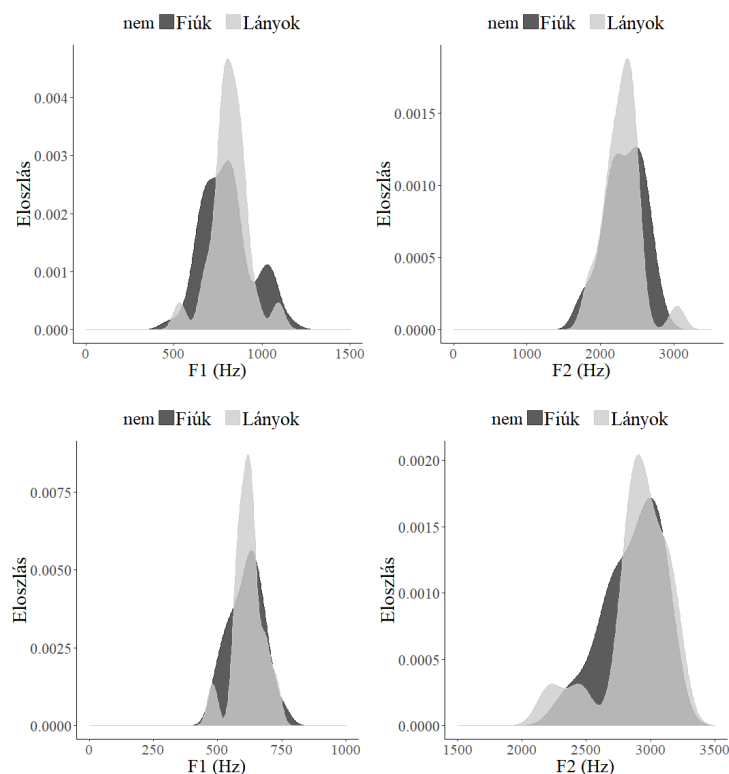 nem Fiúk Lányok
Eloszlás
0.004
0.003
0.002
0.001
0.000
0 500 1000 1500
F1 (Hz)
nem Fiúk Lányok
Eloszlás
0.0015
0.0010
0.0005
0.0000
0 1000 2000 3000
F2 (Hz)
nem Fiúk Lányok
Eloszlás
0.0075
0.0050
0.0025
0.0000
0 250 500 750 1000
F1 (Hz)
nem Fiúk Lányok
Eloszlás
0.0020
0.0015
0.0010
0.0005
0.0000
1500 2000 2500 3000 3500
F2 (Hz)